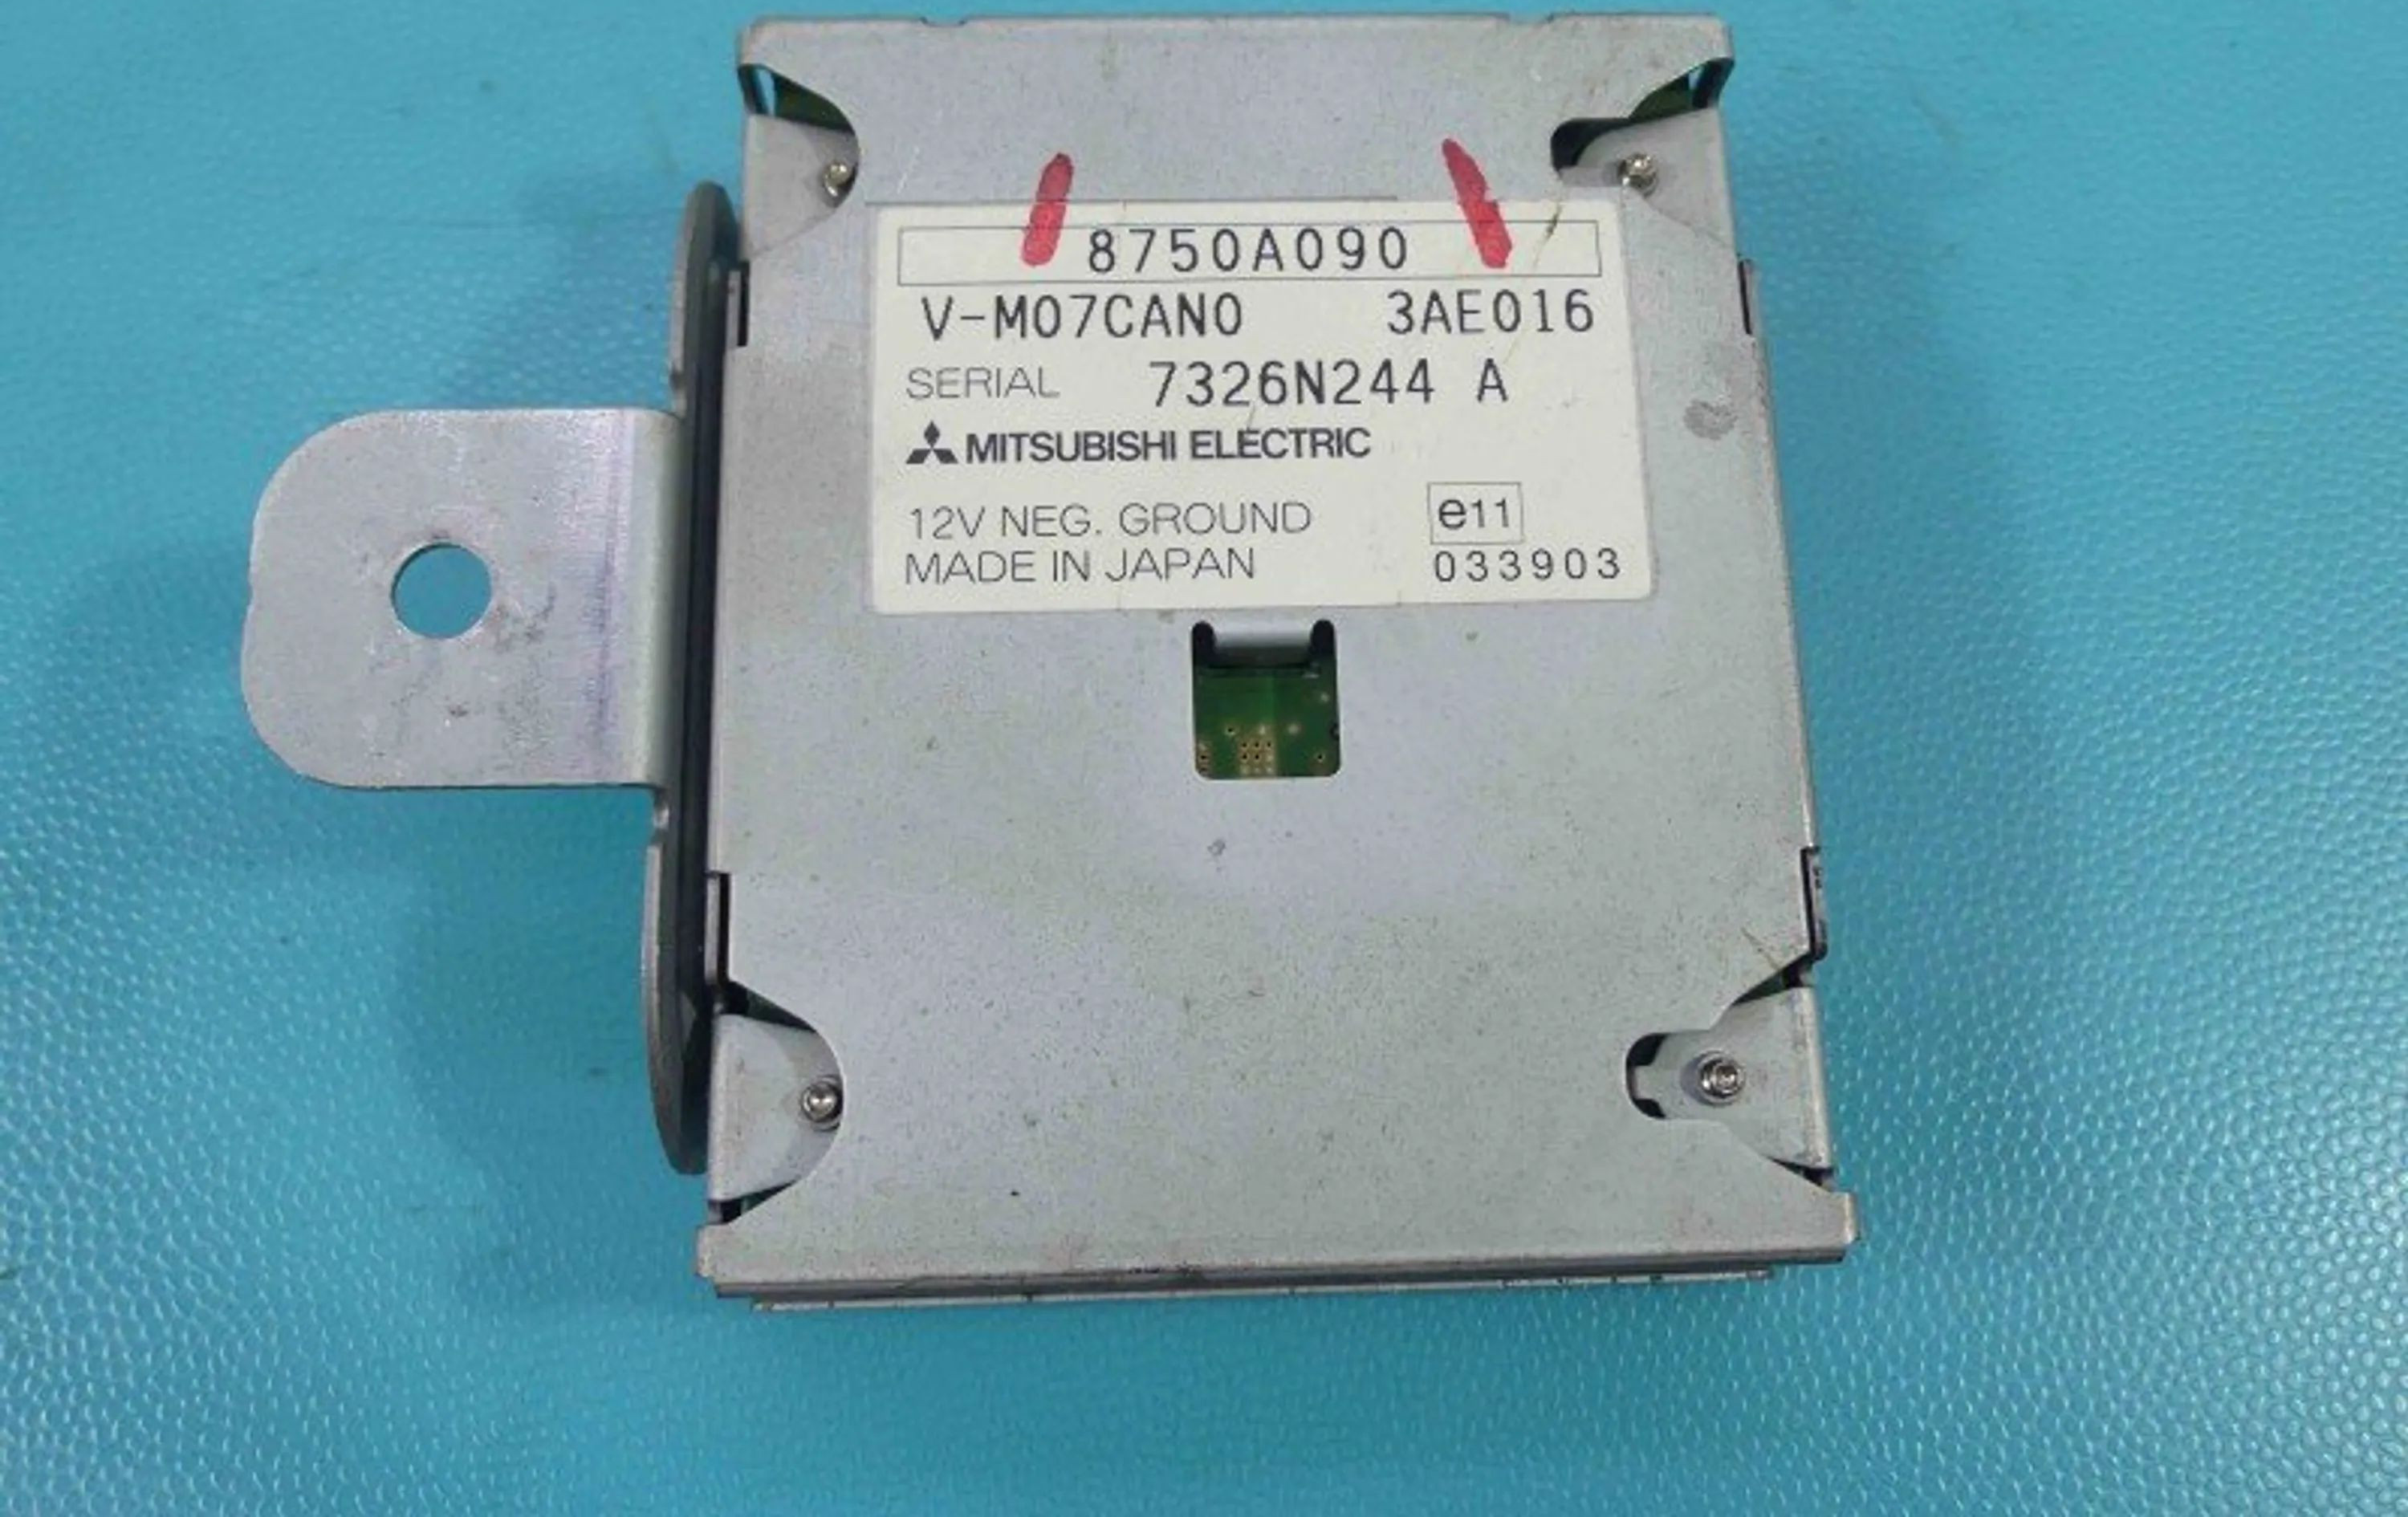 8750A090
V-M07CAN0 3AE016
SERIAL 7326N244 A
MITSUBISHI ELECTRIC
12V NEG. GROUND e11
MADE IN JAPAN 033903